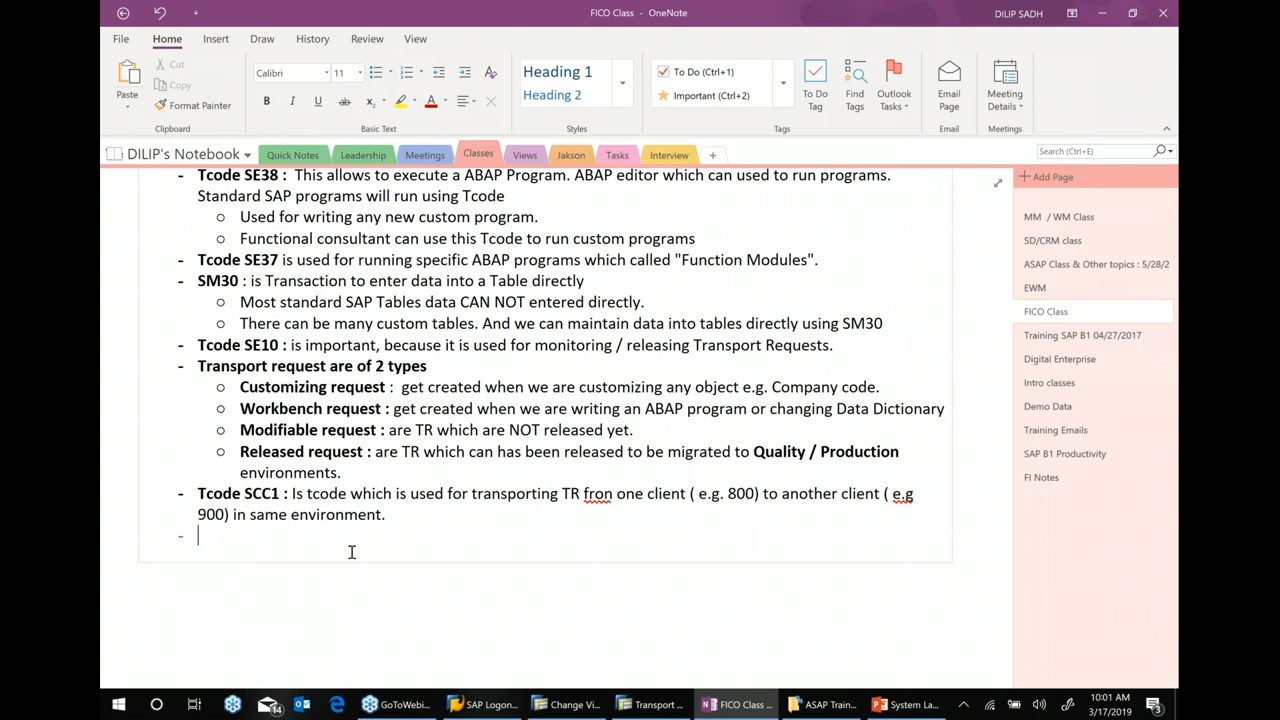 FICO Class - OneNote
DILIP SADH
File Home Insert Draw History Review View
Paste
Cut
Copy
Format Painter
Clipboard
Calibri 11
Basic Text
Heading 1
Heading 2
Styles
To Do (Ctrl+1)
Important (Ctrl+2)
Tags
To Do Tag
Find Tags
Outlook Tasks
Email Page
Email
Meeting Details
Meetings
DILIP's Notebook Quick Notes Leadership Meetings Classes Views Jakson Tasks Interview
Search (Ctrl+E)
- Tcode SE38 : This allows to execute a ABAP Program. ABAP editor which can used to run programs.
Standard SAP programs will run using Tcode
○ Used for writing any new custom program.
○ Functional consultant can use this Tcode to run custom programs
- Tcode SE37 is used for running specific ABAP programs which called "Function Modules".
- SM30 : is Transaction to enter data into a Table directly
○ Most standard SAP Tables data CAN NOT entered directly.
○ There can be many custom tables. And we can maintain data into tables directly using SM30
- Tcode SE10 : is important, because it is used for monitoring / releasing Transport Requests.
- Transport request are of 2 types
○ Customizing request : get created when we are customizing any object e.g. Company code.
○ Workbench request : get created when we are writing an ABAP program or changing Data Dictionary
○ Modifiable request : are TR which are NOT released yet.
○ Released request : are TR which can has been released to be migrated to Quality / Production
environments.
- Tcode SCC1 : Is tcode which is used for transporting TR fron one client ( e.g. 800) to another client ( e.g
900) in same environment.
-
Add Page
MM / WM Class
SD/CRM class
ASAP Class & Other topics : 5/28/2
EWM
FICO Class
Training SAP B1 04/27/2017
Digital Enterprise
Intro classes
Demo Data
Training Emails
SAP B1 Productivity
FI Notes
14
GoToWebi...
SAP Logon...
Change Vi...
Transport ...
FICO Class ...
ASAP Train...
System La...
10:01 AM
3/17/2019
3